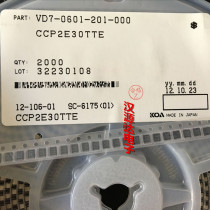 PART: VD7-0601-201-000
CCP2E30TTE
QTY: 2000
LOT: 32230108
yy. mm. dd
12.10.23
12-106-01 SC-6175<01>
CCP2E30TTE
KOA MADE IN JAPAN